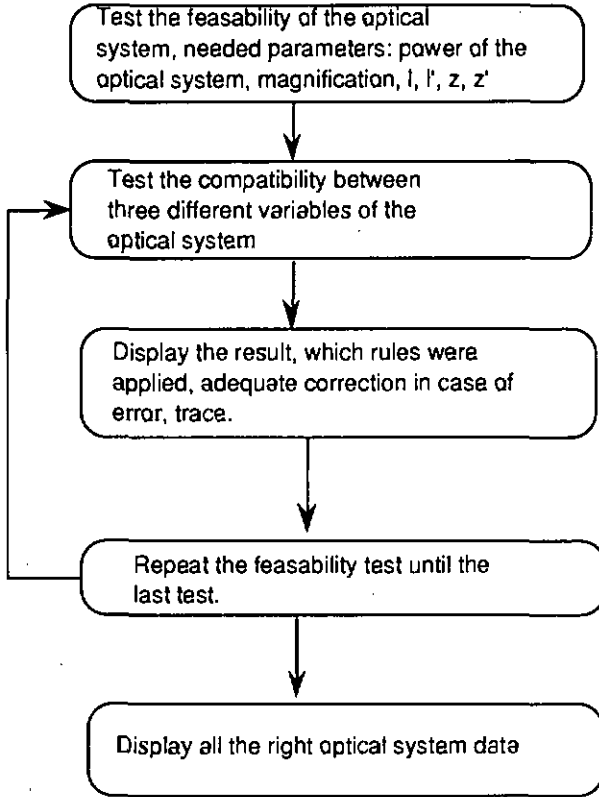 Test the feasability of the optical
system, needed parameters: power of the
optical system, magnification, l, l', z, z'
Test the compatibility between
three different variables of the
optical system
Display the result, which rules were
applied, adequate correction in case of
error, trace.
Repeat the feasability test until the
last test.
Display all the right optical system data